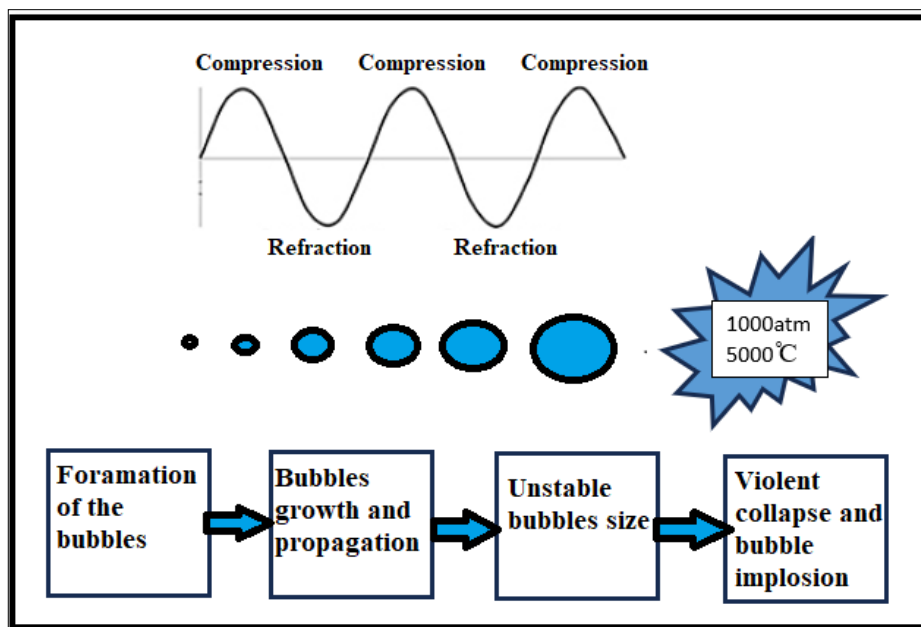 Compression Compression Compression
Refraction Refraction
1000atm
5000℃
Foramation
of the
bubbles
Bubbles
growth and
propagation
Unstable
bubbles size
Violent
collapse and
bubble
implosion